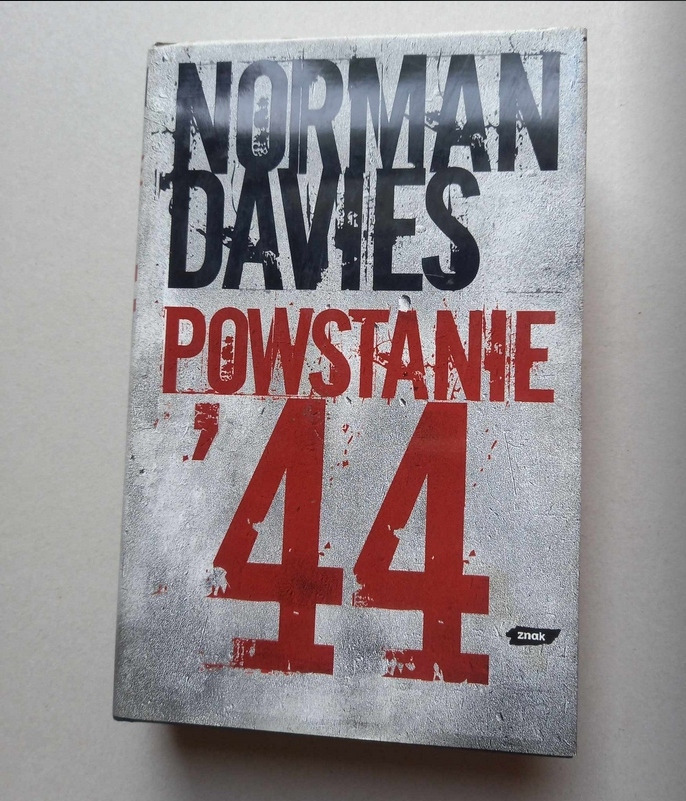 NORMAN
DAVIES
POWSTANIE
’44
znak